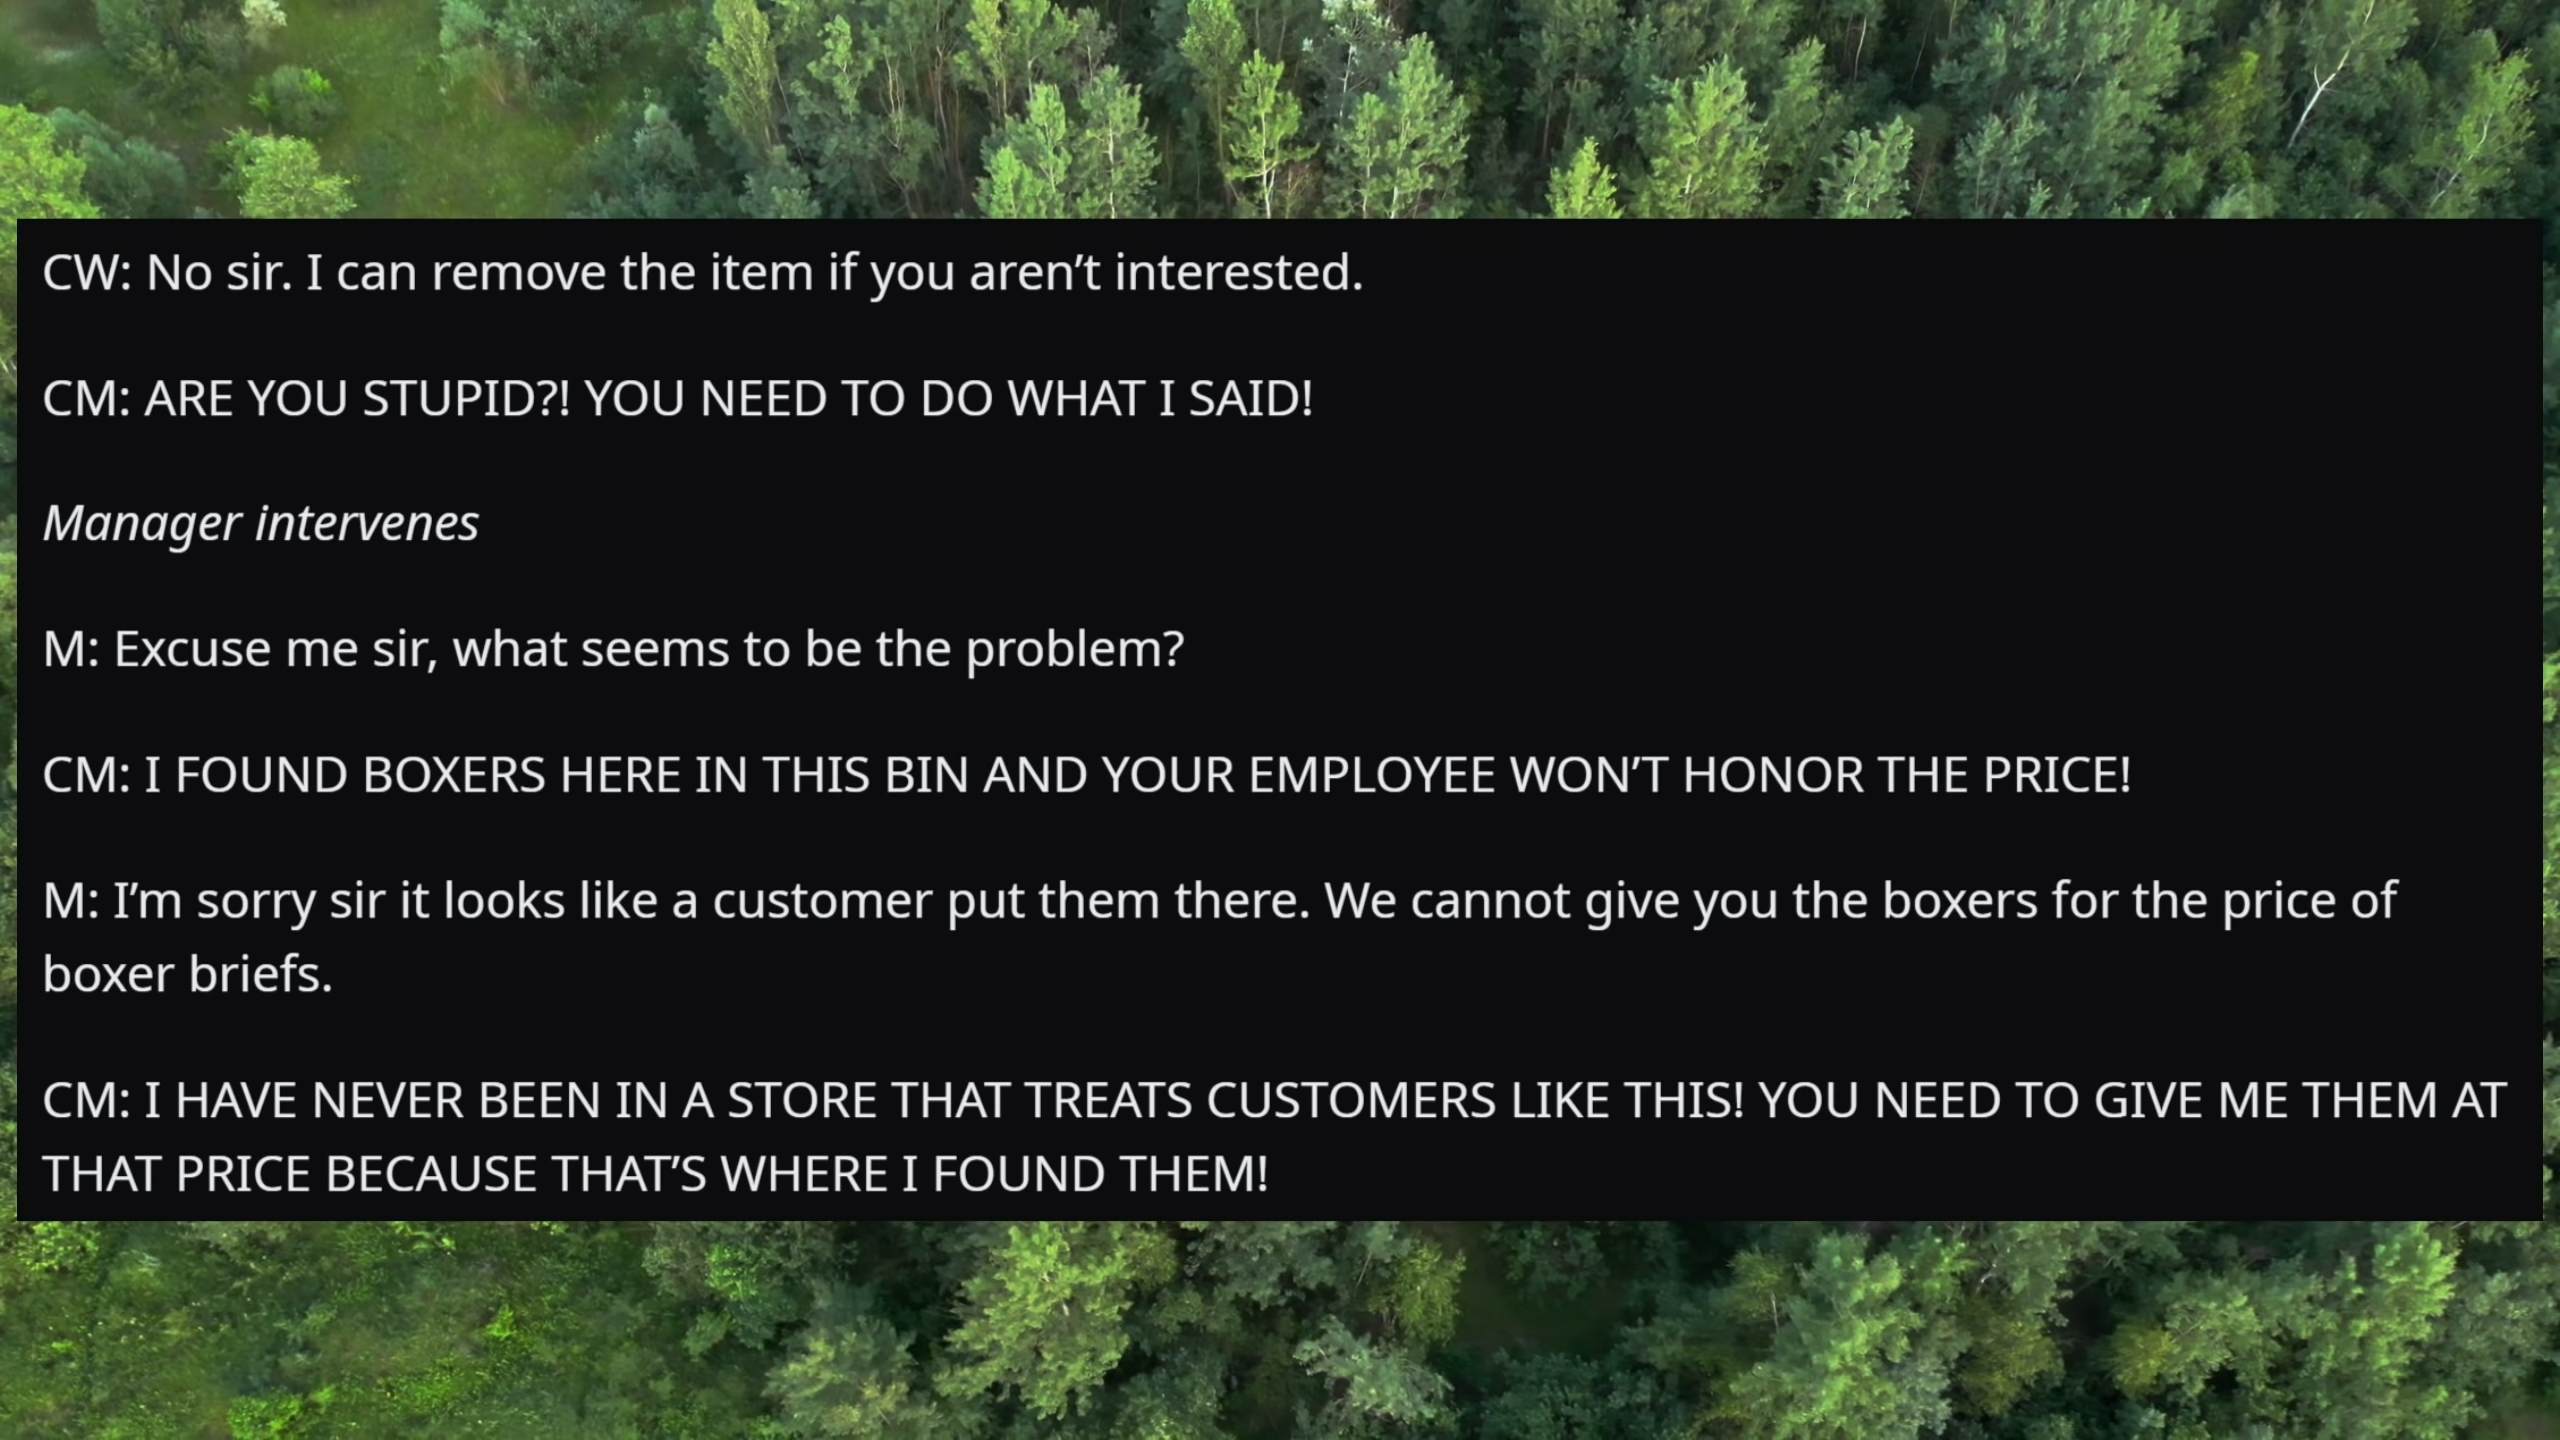 CW: No sir. I can remove the item if you aren’t interested.
CM: ARE YOU STUPID?! YOU NEED TO DO WHAT I SAID!
Manager intervenes
M: Excuse me sir, what seems to be the problem?
CM: I FOUND BOXERS HERE IN THIS BIN AND YOUR EMPLOYEE WON’T HONOR THE PRICE!
M: I’m sorry sir it looks like a customer put them there. We cannot give you the boxers for the price of
boxer briefs.
CM: I HAVE NEVER BEEN IN A STORE THAT TREATS CUSTOMERS LIKE THIS! YOU NEED TO GIVE ME THEM AT
THAT PRICE BECAUSE THAT’S WHERE I FOUND THEM!